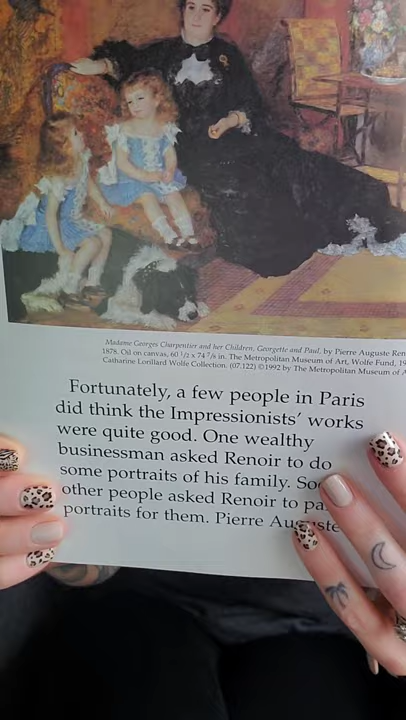 Madame Georges Charpentier and her Children, Georgette and Paul, by Pierre Auguste Ren
1878. Oil on canvas, 60 1/2 x 74 7/8 in. The Metropolitan Museum of Art, Wolfe Fund, 19
Catharine Lorillard Wolfe Collection. (07.122) ©1992 by The Metropolitan Museum of A
Fortunately, a few people in Paris
did think the Impressionists' works
were quite good. One wealthy
businessman asked Renoir to do
some portraits of his family. So
other people asked Renoir to pa
portraits for them. Pierre Auguste